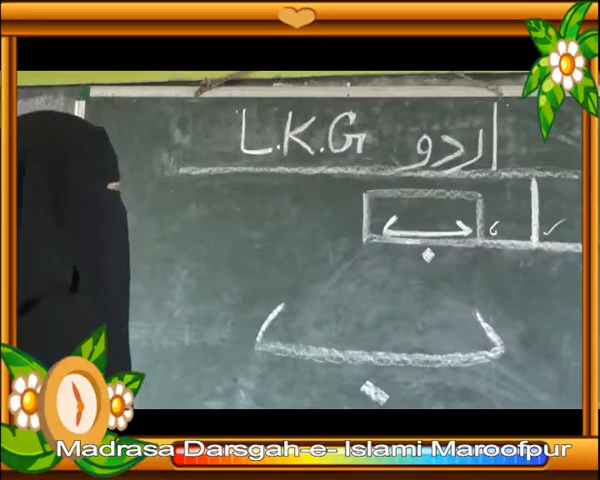 L.K.G اردو
ا ، ب
ب
Madrasa Darsgah-e- Islami Maroofpur